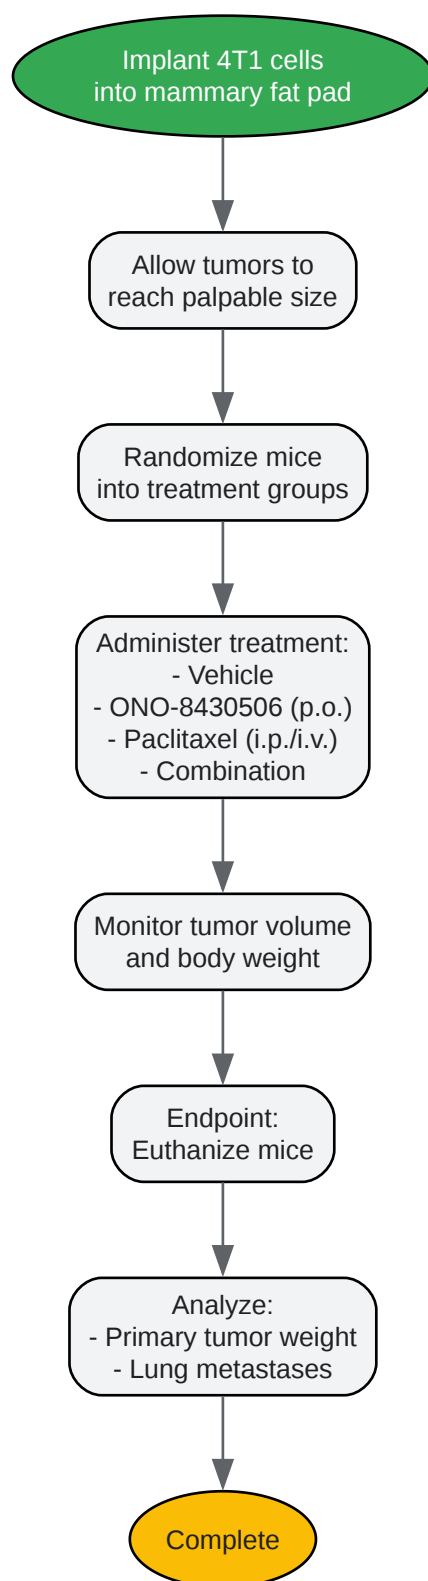 Implant 4T1 cells
into mammary fat pad
Allow tumors to
reach palpable size
Randomize mice
into treatment groups
Administer treatment:
- Vehicle
- ONO-8430506 (p.o.)
- Paclitaxel (i.p./i.v.)
- Combination
Monitor tumor volume
and body weight
Endpoint:
Euthanize mice
Analyze:
- Primary tumor weight
- Lung metastases
Complete